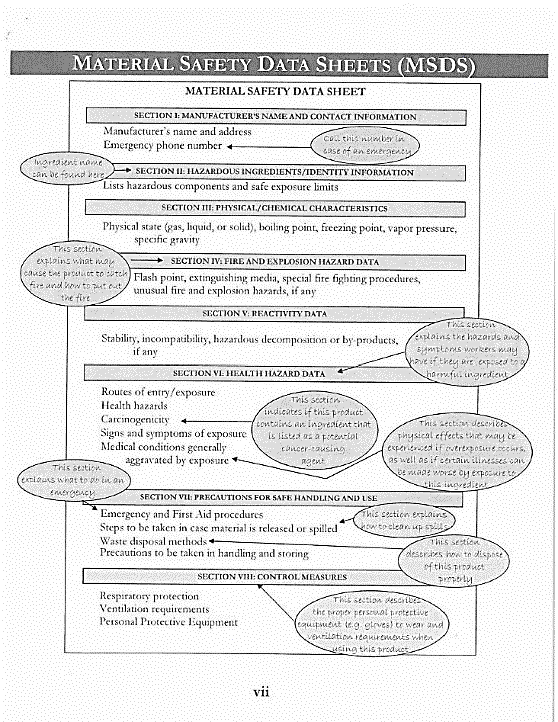 MATERIAL SAFETY DATA SHEETS (MSDS)
MATERIAL SAFETY DATA SHEET
SECTION I: MANUFACTURER'S NAME AND CONTACT INFORMATION
Manufacturer's name and address
Emergency phone number
Call this number in
case of an emergency
Ingredient name
can be found here
SECTION II: HAZARDOUS INGREDIENTS/IDENTITY INFORMATION
Lists hazardous components and safe exposure limits
SECTION III: PHYSICAL/CHEMICAL CHARACTERISTICS
Physical state (gas, liquid, or solid), boiling point, freezing point, vapor pressure,
specific gravity
This section
explains what may
cause the product to catch
fire and how to put out
the fire
SECTION IV: FIRE AND EXPLOSION HAZARD DATA
Flash point, extinguishing media, special fire fighting procedures,
unusual fire and explosion hazards, if any
SECTION V: REACTIVITY DATA
Stability, incompatibility, hazardous decomposition or by-products,
if any
This section
explains the hazards and
symptoms workers may
have if they are exposed to a
harmful ingredient
SECTION VI: HEALTH HAZARD DATA
Routes of entry/exposure
Health hazards
Carcinogenicity
Signs and symptoms of exposure
Medical conditions generally
aggravated by exposure
This section
indicates if this product
contains an ingredient that
is listed as a potential
cancer-causing
agent
This section describes
physical effects that may be
experienced if overexposure occurs,
as well as if certain illnesses can
be made worse by exposure to
this ingredient
This section
explains what to do in an
emergency
SECTION VII: PRECAUTIONS FOR SAFE HANDLING AND USE
Emergency and First Aid procedures
Steps to be taken in case material is released or spilled
Waste disposal methods
Precautions to be taken in handling and storing
This section explains
how to clean up spills
This section
describes how to dispose
of this product
properly
SECTION VIII: CONTROL MEASURES
Respiratory protection
Ventilation requirements
Personal Protective Equipment
This section describes
the proper personal protective
equipment (e.g. gloves) to wear and
ventilation requirements when
using this product
vii